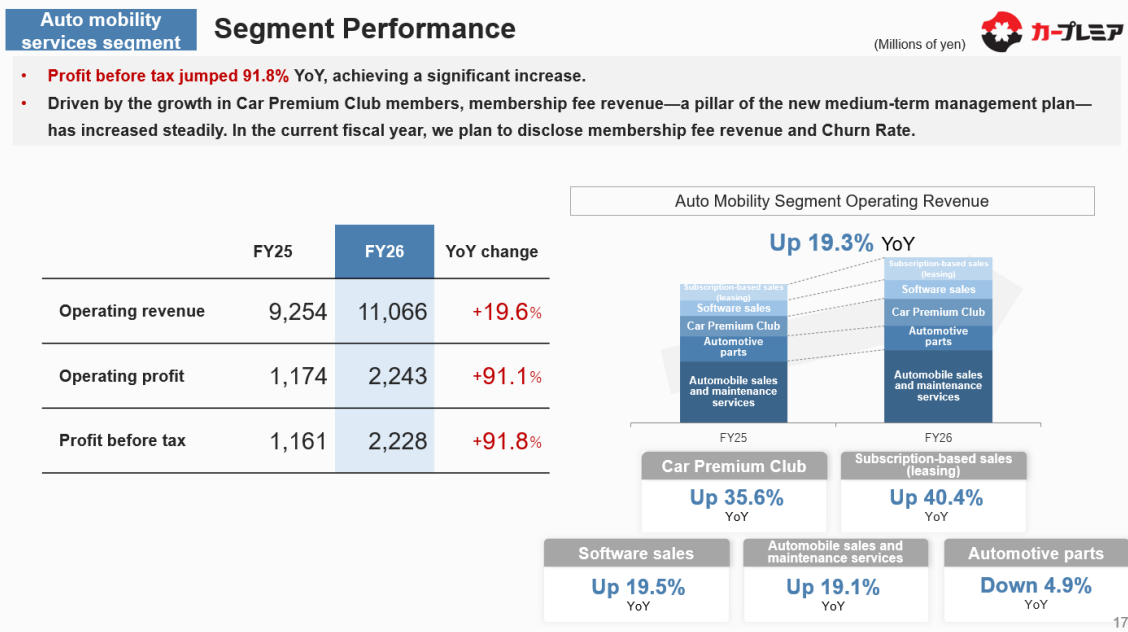 Auto mobility
services segment
Segment Performance
(Millions of yen)
カープレミア
• Profit before tax jumped 91.8% YoY, achieving a significant increase.
• Driven by the growth in Car Premium Club members, membership fee revenue—a pillar of the new medium-term management plan—
has increased steadily. In the current fiscal year, we plan to disclose membership fee revenue and Churn Rate.
FY25 FY26 YoY change
Operating revenue 9,254 11,066 +19.6%
Operating profit 1,174 2,243 +91.1%
Profit before tax 1,161 2,228 +91.8%
Auto Mobility Segment Operating Revenue
Up 19.3% YoY
Subscription-based sales
(leasing)
Software sales
Car Premium Club
Automotive
parts
Automobile sales
and maintenance
services
FY25
Subscription-based sales
(leasing)
Software sales
Car Premium Club
Automotive
parts
Automobile sales
and maintenance
services
FY26
Car Premium Club
Up 35.6%
YoY
Subscription-based sales
(leasing)
Up 40.4%
YoY
Software sales
Up 19.5%
YoY
Automobile sales and
maintenance services
Up 19.1%
YoY
Automotive parts
Down 4.9%
YoY
17